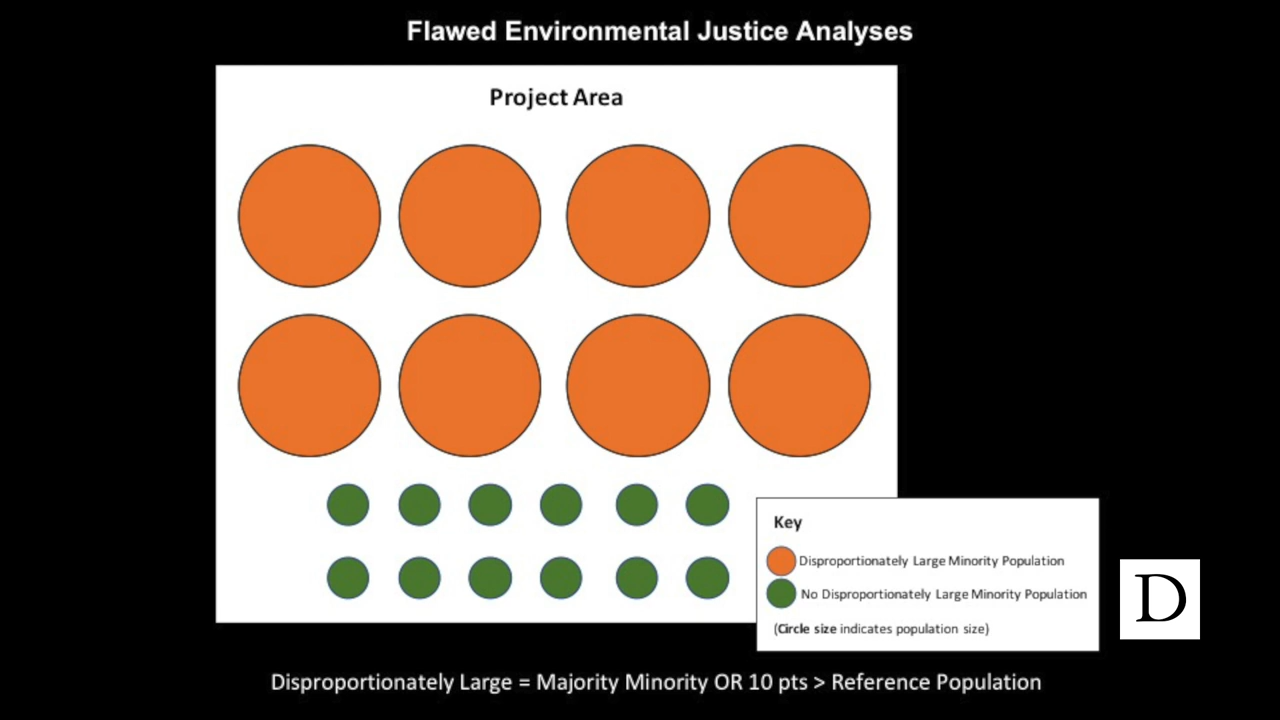 Flawed Environmental Justice Analyses
Project Area
Key
Disproportionately Large Minority Population
No Disproportionately Large Minority Population
(Circle size indicates population size)
D
Disproportionately Large = Majority Minority OR 10 pts > Reference Population